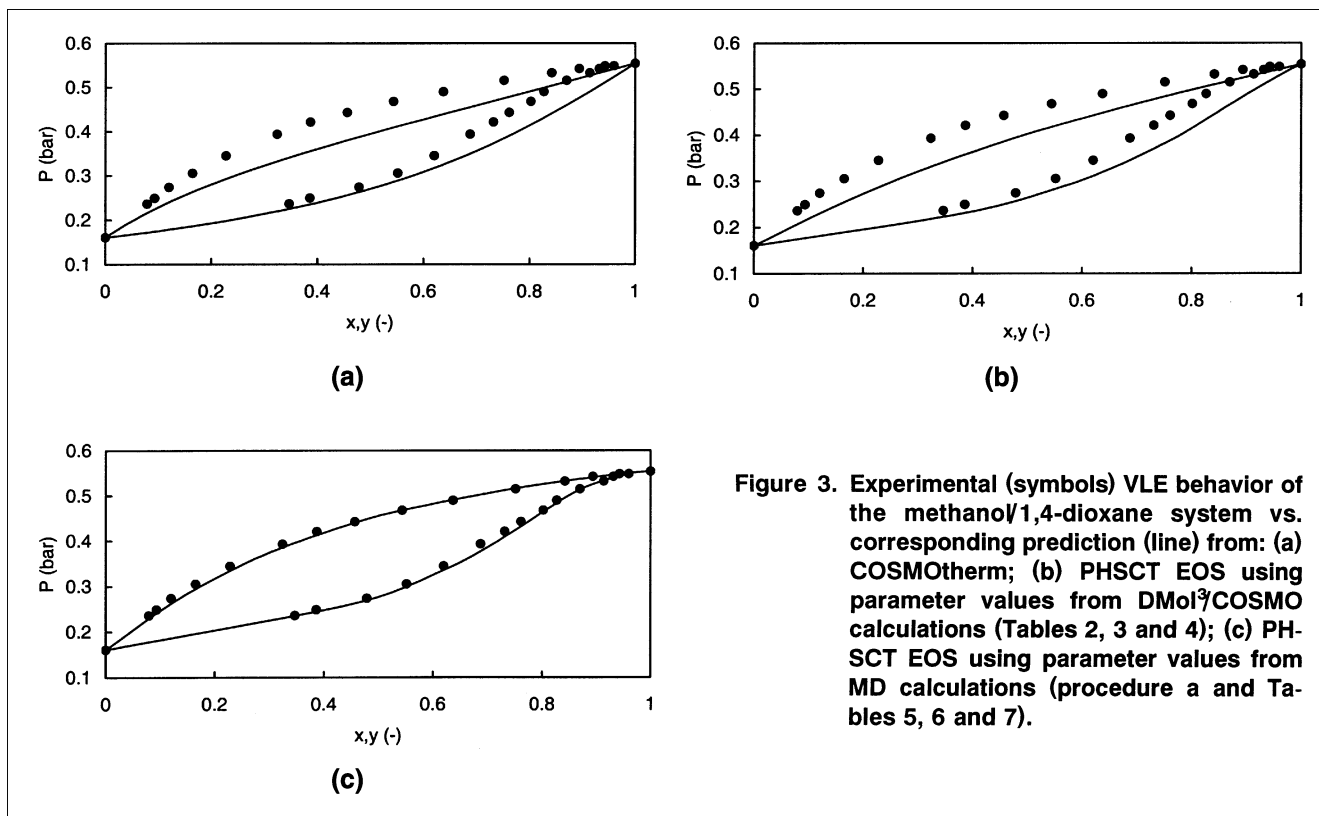 0.6
0.5
0.4
0.3
0.2
0.1
P (bar)
0 0.2 0.4 0.6 0.8 1
x,y (-)
(a)
0.6
0.5
0.4
0.3
0.2
0.1
P (bar)
0 0.2 0.4 0.6 0.8 1
x,y (-)
(b)
0.6
0.5
0.4
0.3
0.2
0.1
P (bar)
0 0.2 0.4 0.6 0.8 1
x,y (-)
(c)
Figure 3. Experimental (symbols) VLE behavior of
the methanol/1,4-dioxane system vs.
corresponding prediction (line) from: (a)
COSMOtherm; (b) PHSCT EOS using
parameter values from DMol³/COSMO
calculations (Tables 2, 3 and 4); (c) PH-
SCT EOS using parameter values from
MD calculations (procedure a and Ta-
bles 5, 6 and 7).